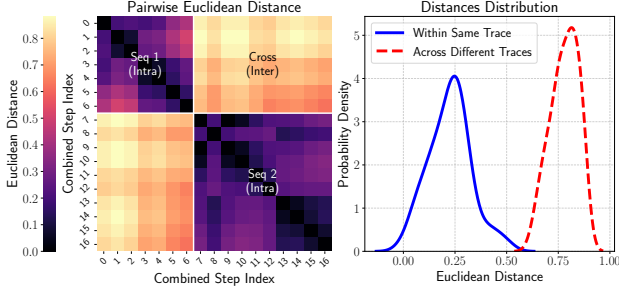 Pairwise Euclidean Distance
Euclidean Distance
0.8
0.7
0.6
0.5
0.4
0.3
0.2
0.1
0.0
Combined Step Index
0
1
2
3
4
5
6
7
8
9
10
11
12
13
14
15
16
Seq 1
(Intra)
Cross
(Inter)
Seq 2
(Intra)
0 1 2 3 4 5 6 7 8 9 10 11 12 13 14 15 16
Combined Step Index
Distances Distribution
Within Same Trace
Across Different Traces
Probability Density
5
4
3
2
1
0
0.00 0.25 0.50 0.75 1.00
Euclidean Distance